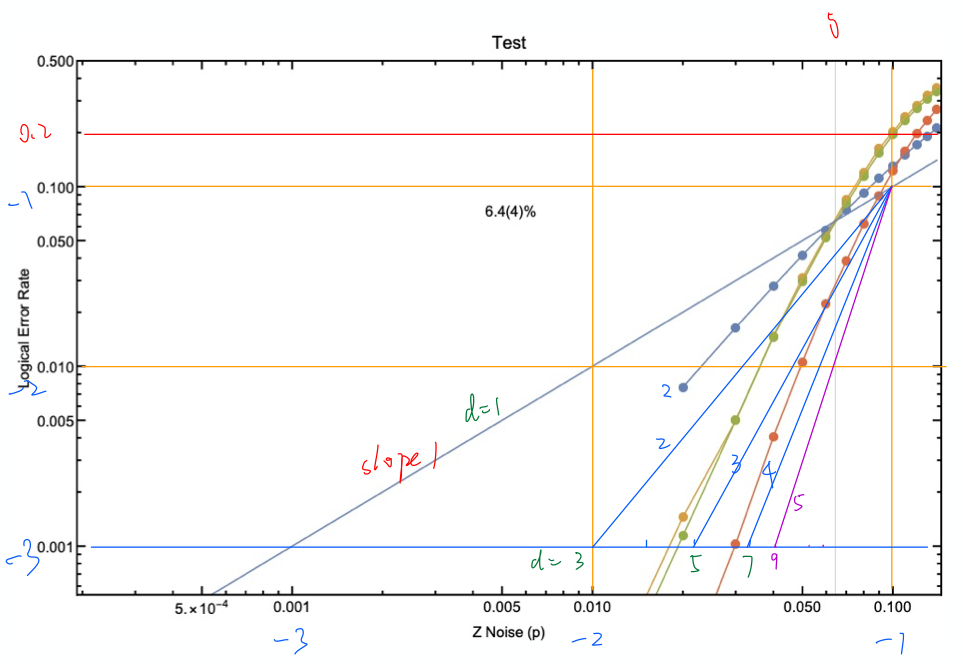 δ
Test
0.500
0.2
0.100
-1
6.4(4)%
0.050
Logical Error Rate
0.010
-2
2
d=1
0.005
slope 1
2
3
4
5
0.001
-3
d= 3 5 7 9
5.×10⁻⁴ 0.001 0.005 0.010 0.050 0.100
Z Noise (p)
-3 -2 -1